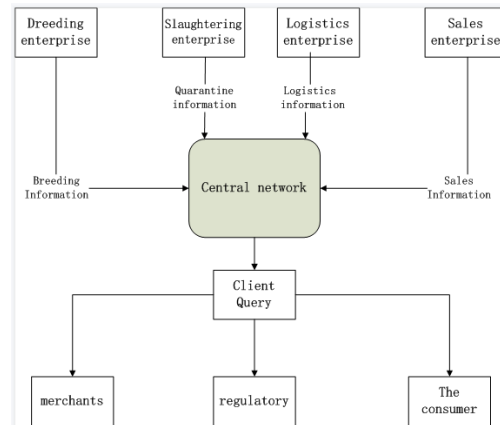 Dreeding
enterprise
Slaughtering
enterprise
Logistics
enterprise
Sales
enterprise
Quarantine
information
Logistics
information
Breeding
Information
Central network
Sales
Information
Client
Query
merchants
regulatory
The
consumer